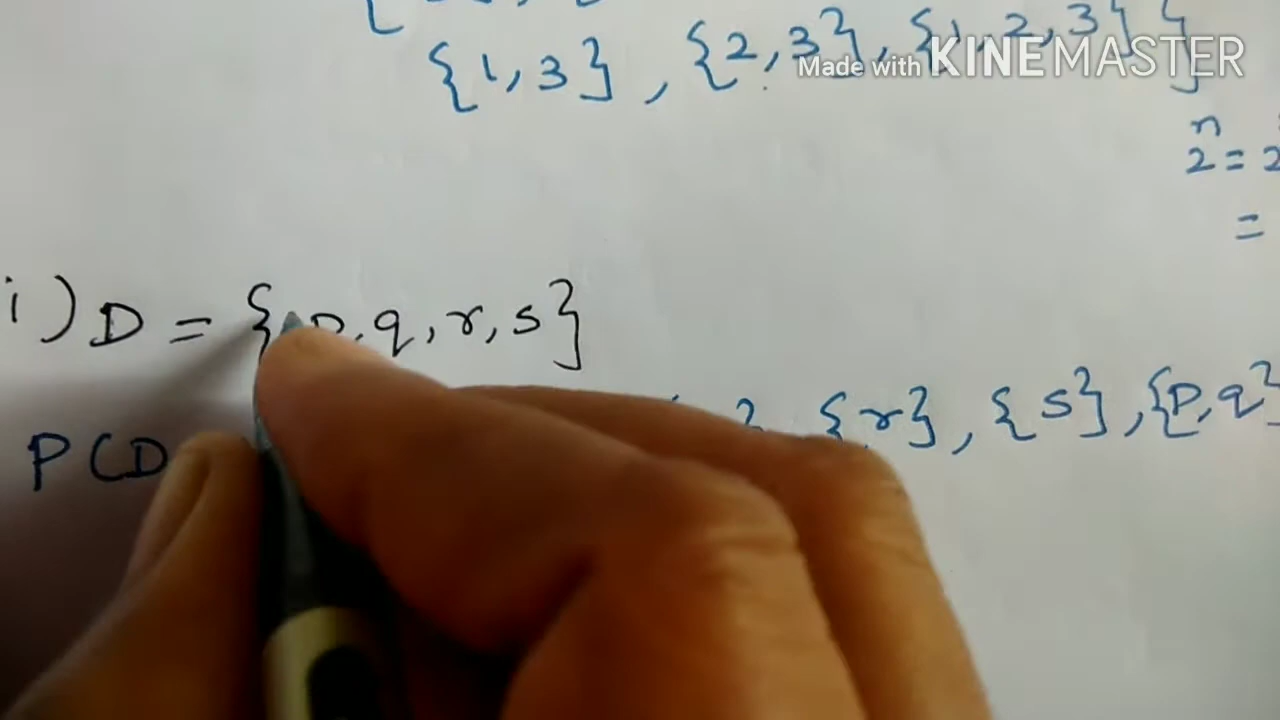 {1,3} , {2,3} , {1,2,3} }
Made with KINEMASTER
n
2 = 2
=
i) D = {p, q, r, s}
P(D {r} , {s} , {p, q}